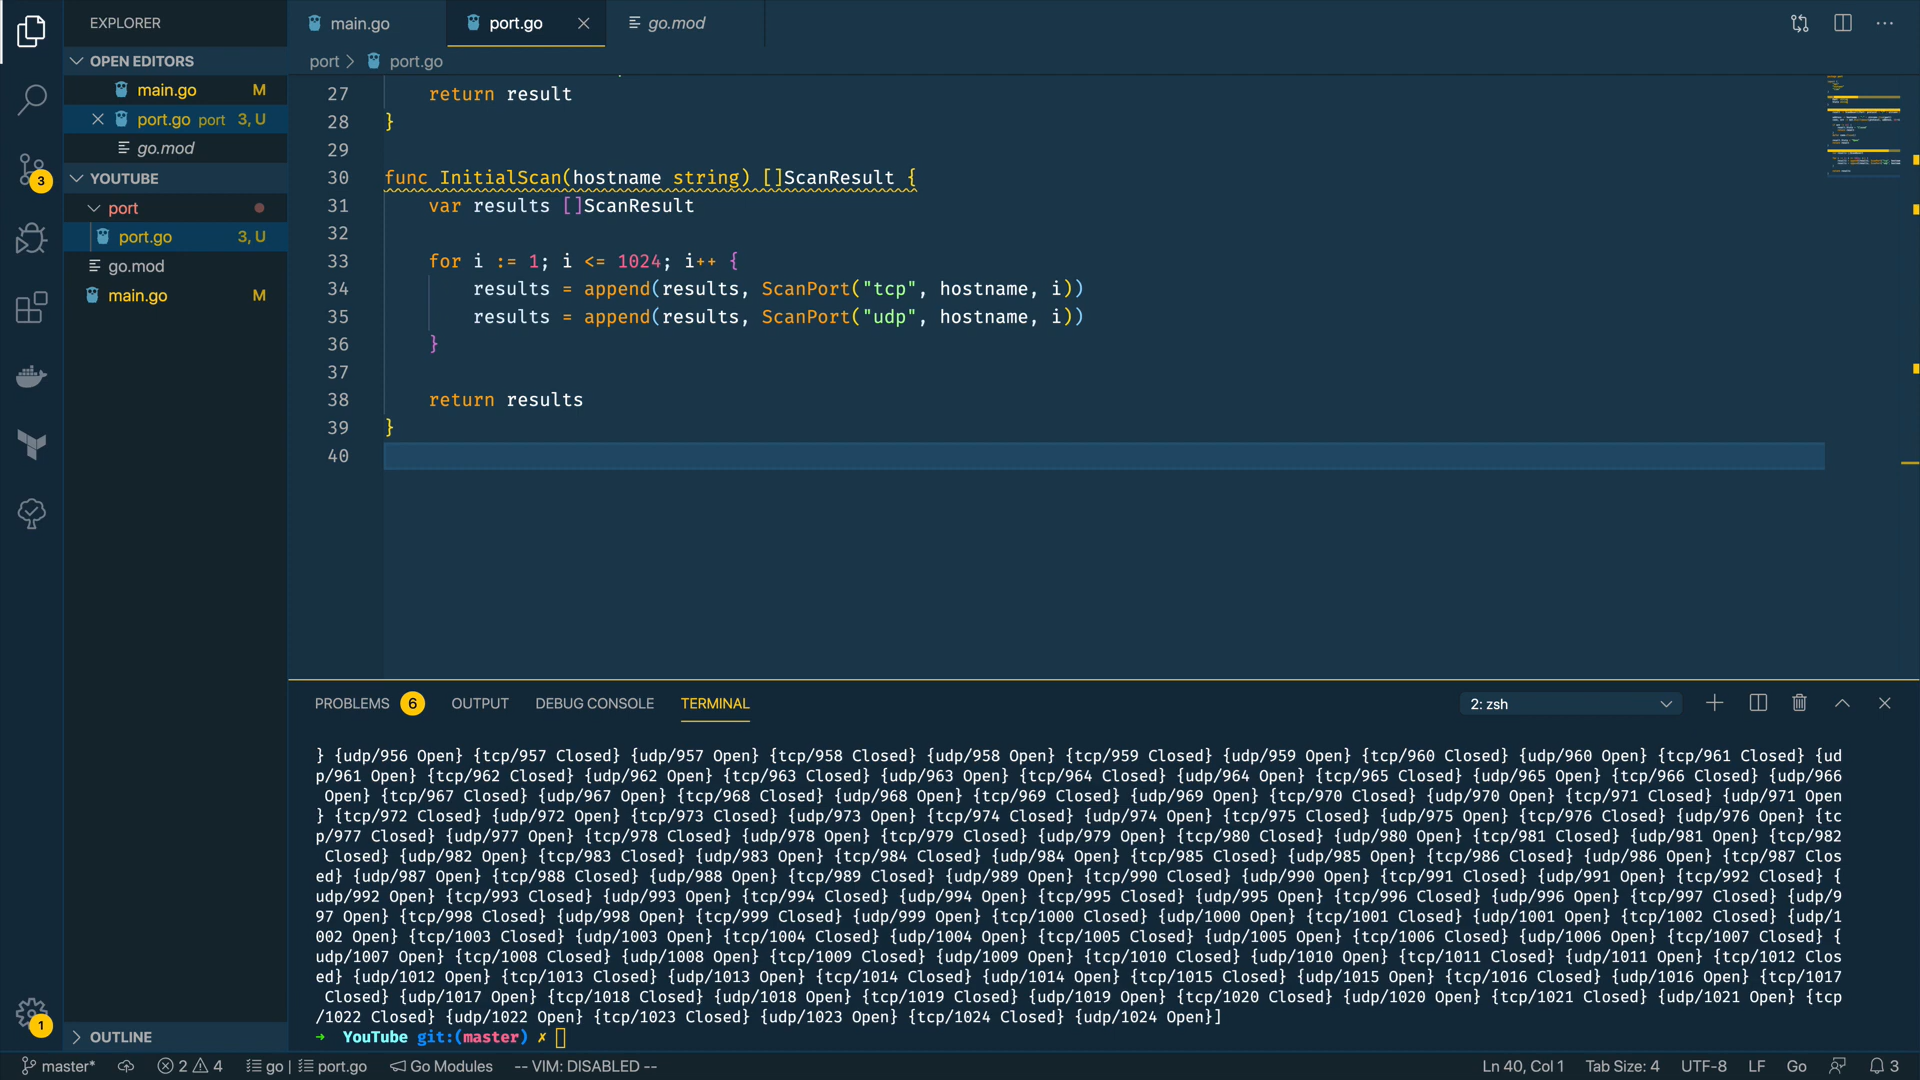 EXPLORER
OPEN EDITORS
main.go M
port.go port 3, U
go.mod
YOUTUBE
port
port.go 3, U
go.mod
main.go M
OUTLINE
3
1
main.go
port.go
go.mod
port > port.go
27 return result
28 }
29
30 func InitialScan(hostname string) []ScanResult {
31 var results []ScanResult
32
33 for i := 1; i <= 1024; i++ {
34 results = append(results, ScanPort("tcp", hostname, i))
35 results = append(results, ScanPort("udp", hostname, i))
36 }
37
38 return results
39 }
40
PROBLEMS 6 OUTPUT DEBUG CONSOLE TERMINAL 2: zsh
} {udp/956 Open} {tcp/957 Closed} {udp/957 Open} {tcp/958 Closed} {udp/958 Open} {tcp/959 Closed} {udp/959 Open} {tcp/960 Closed} {udp/960 Open} {tcp/961 Closed} {ud
p/961 Open} {tcp/962 Closed} {udp/962 Open} {tcp/963 Closed} {udp/963 Open} {tcp/964 Closed} {udp/964 Open} {tcp/965 Closed} {udp/965 Open} {tcp/966 Closed} {udp/966
Open} {tcp/967 Closed} {udp/967 Open} {tcp/968 Closed} {udp/968 Open} {tcp/969 Closed} {udp/969 Open} {tcp/970 Closed} {udp/970 Open} {tcp/971 Closed} {udp/971 Open
} {tcp/972 Closed} {udp/972 Open} {tcp/973 Closed} {udp/973 Open} {tcp/974 Closed} {udp/974 Open} {tcp/975 Closed} {udp/975 Open} {tcp/976 Closed} {udp/976 Open} {tc
p/977 Closed} {udp/977 Open} {tcp/978 Closed} {udp/978 Open} {tcp/979 Closed} {udp/979 Open} {tcp/980 Closed} {udp/980 Open} {tcp/981 Closed} {udp/981 Open} {tcp/982
Closed} {udp/982 Open} {tcp/983 Closed} {udp/983 Open} {tcp/984 Closed} {udp/984 Open} {tcp/985 Closed} {udp/985 Open} {tcp/986 Closed} {udp/986 Open} {tcp/987 Clos
ed} {udp/987 Open} {tcp/988 Closed} {udp/988 Open} {tcp/989 Closed} {udp/989 Open} {tcp/990 Closed} {udp/990 Open} {tcp/991 Closed} {udp/991 Open} {tcp/992 Closed} {
udp/992 Open} {tcp/993 Closed} {udp/993 Open} {tcp/994 Closed} {udp/994 Open} {tcp/995 Closed} {udp/995 Open} {tcp/996 Closed} {udp/996 Open} {tcp/997 Closed} {udp/9
97 Open} {tcp/998 Closed} {udp/998 Open} {tcp/999 Closed} {udp/999 Open} {tcp/1000 Closed} {udp/1000 Open} {tcp/1001 Closed} {udp/1001 Open} {tcp/1002 Closed} {udp/1
002 Open} {tcp/1003 Closed} {udp/1003 Open} {tcp/1004 Closed} {udp/1004 Open} {tcp/1005 Closed} {udp/1005 Open} {tcp/1006 Closed} {udp/1006 Open} {tcp/1007 Closed} {
udp/1007 Open} {tcp/1008 Closed} {udp/1008 Open} {tcp/1009 Closed} {udp/1009 Open} {tcp/1010 Closed} {udp/1010 Open} {tcp/1011 Closed} {udp/1011 Open} {tcp/1012 Clos
ed} {udp/1012 Open} {tcp/1013 Closed} {udp/1013 Open} {tcp/1014 Closed} {udp/1014 Open} {tcp/1015 Closed} {udp/1015 Open} {tcp/1016 Closed} {udp/1016 Open} {tcp/1017
Closed} {udp/1017 Open} {tcp/1018 Closed} {udp/1018 Open} {tcp/1019 Closed} {udp/1019 Open} {tcp/1020 Closed} {udp/1020 Open} {tcp/1021 Closed} {udp/1021 Open} {tcp
/1022 Closed} {udp/1022 Open} {tcp/1023 Closed} {udp/1023 Open} {tcp/1024 Closed} {udp/1024 Open}]
→ YouTube git:(master) ✗
master* 2 4 go | port.go Go Modules -- VIM: DISABLED -- Ln 40, Col 1 Tab Size: 4 UTF-8 LF Go 3